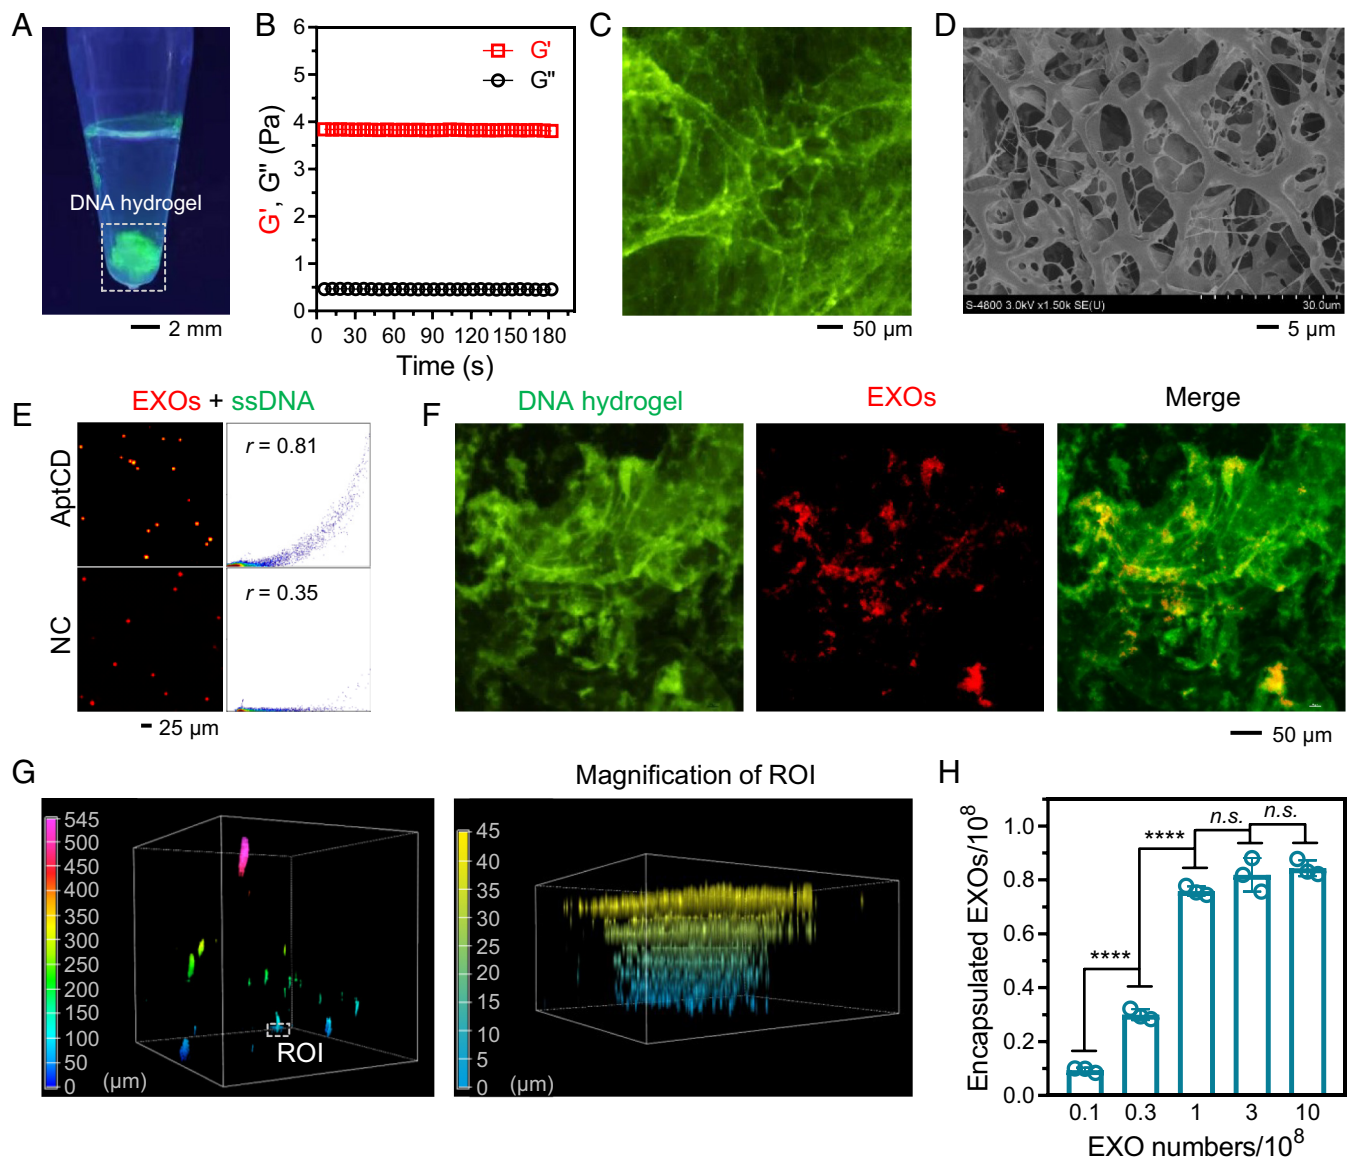 A
DNA hydrogel
2 mm
B
6
5
4
3
2
1
0
G', G" (Pa)
G'
G"
0 30 60 90 120 150 180
Time (s)
C
50 µm
D
S-4800 3.0kV x1.50k SE(U)
30.0um
5 µm
E
EXOs + ssDNA
AptCD
r = 0.81
NC
r = 0.35
25 µm
F
DNA hydrogel
EXOs
Merge
50 µm
G
545
500
450
400
350
300
250
200
150
100
50
0
(µm)
ROI
Magnification of ROI
45
40
35
30
25
20
15
10
5
0
(µm)
H
Encapsulated EXOs/10⁸
1.0
0.8
0.6
0.4
0.2
0.0
****
****
n.s.
n.s.
0.1 0.3 1 3 10
EXO numbers/10⁸